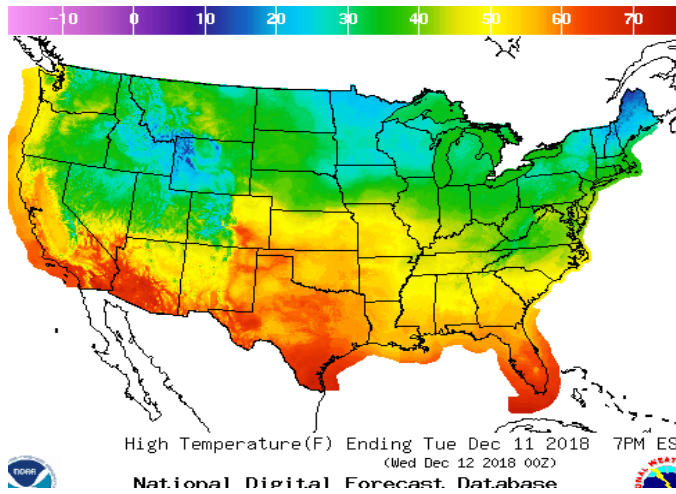 -10 0 10 20 30 40 50 60 70
High Temperature(F) Ending Tue Dec 11 2018 7PM ES
(Wed Dec 12 2018 00Z)
National Digital Forecast Database
noaa